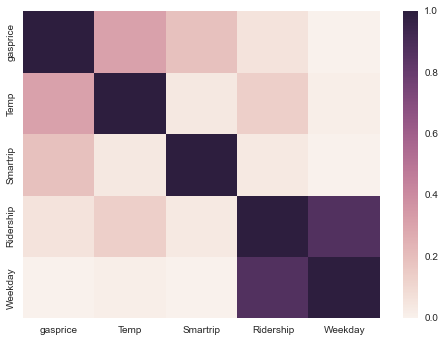 1.0
gasprice
0.8
Temp
0.6
Smartrip
0.4
Ridership
0.2
Weekday
0.0
gasprice Temp Smartrip Ridership Weekday